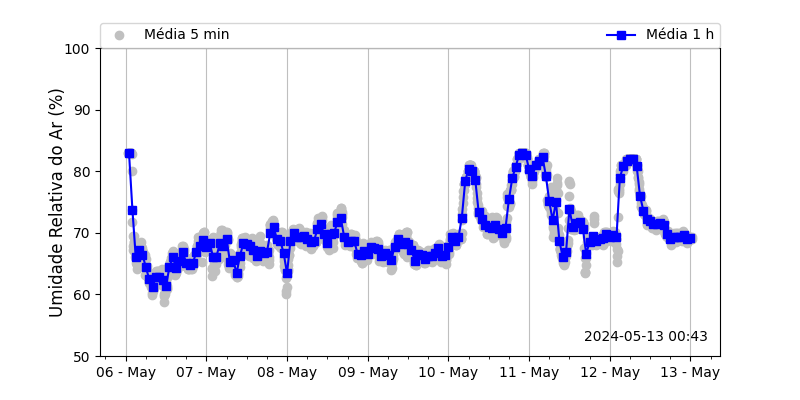 Média 5 min
Média 1 h
Umidade Relativa do Ar (%)
100
90
80
70
60
50
2024-05-13 00:43
06 - May
07 - May
08 - May
09 - May
10 - May
11 - May
12 - May
13 - May